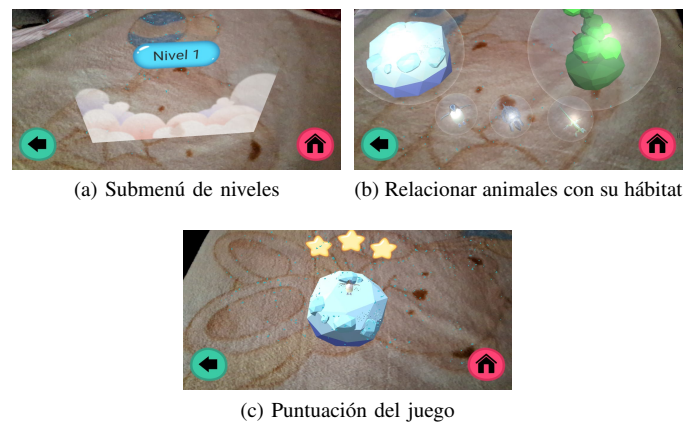 Nivel 1
(a) Submenú de niveles
(b) Relacionar animales con su hábitat
(c) Puntuación del juego